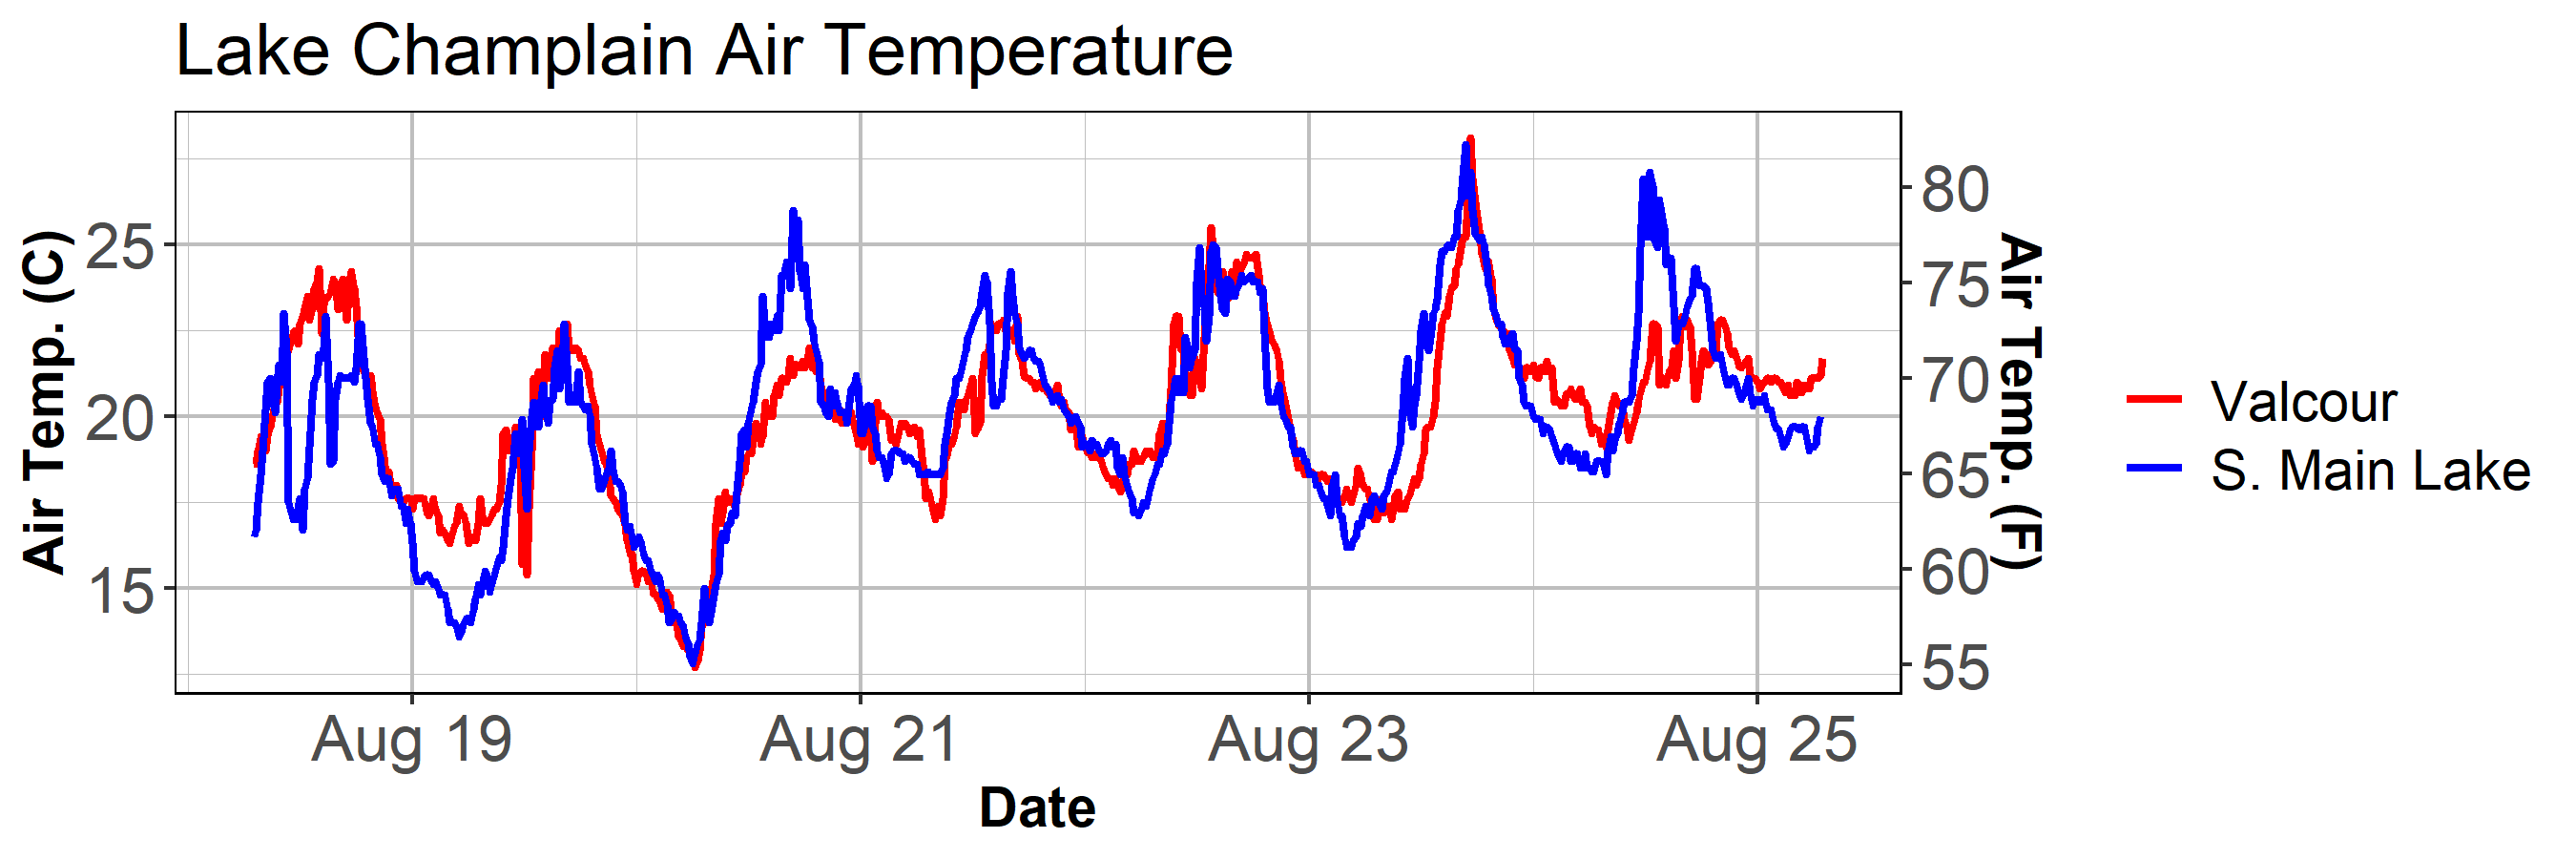 Lake Champlain Air Temperature
Air Temp. (C)
25
20
15
80
75
70
65
60
55
Air Temp. (F)
Aug 19
Aug 21
Aug 23
Aug 25
Date
Valcour
S. Main Lake